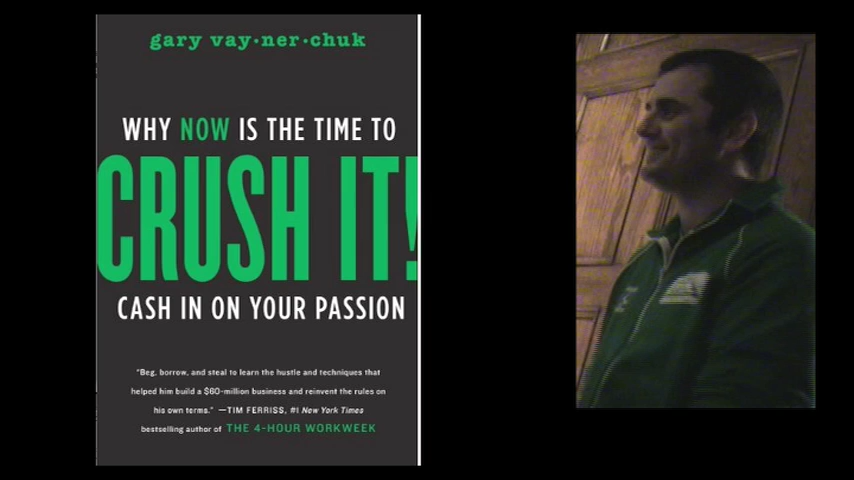 gary vay•ner•chuk
WHY NOW IS THE TIME TO
CRUSH IT!
CASH IN ON YOUR PASSION
"Beg, borrow, and steal to learn the hustle and techniques that
helped him build a $60-million business and reinvent the rules on
his own terms." —TIM FERRISS, #1 New York Times
bestselling author of THE 4-HOUR WORKWEEK